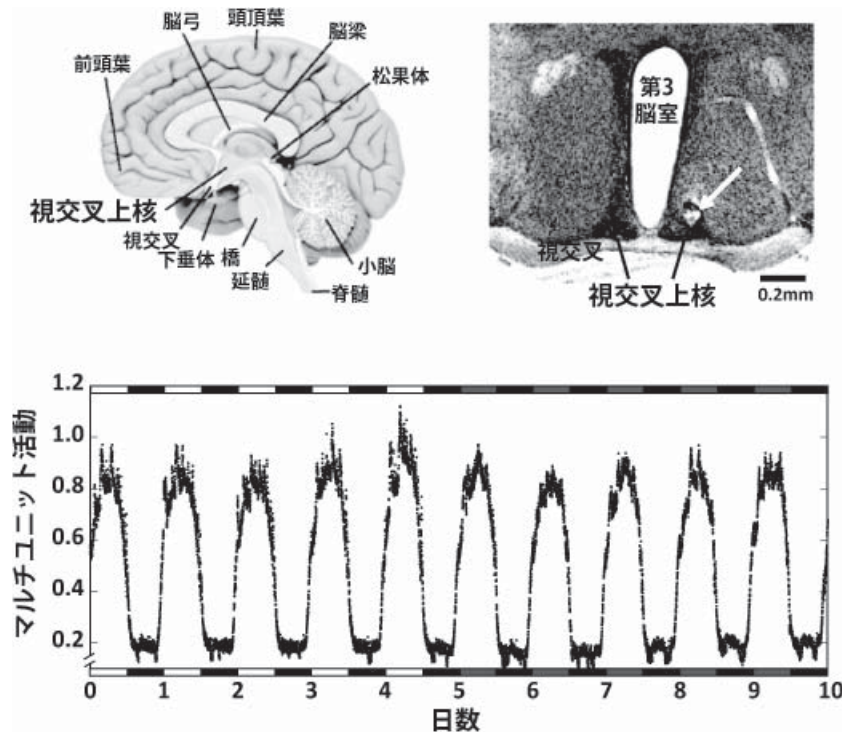 脳弓
頭頂葉
脳梁
前頭葉
松果体
視交叉上核
視交叉
下垂体
橋
延髄
小脳
脊髄
第3
脳室
視交叉
視交叉上核
0.2mm
マルチユニット活動
1.2
1.0
0.8
0.6
0.4
0.2
0 1 2 3 4 5 6 7 8 9 10
日数